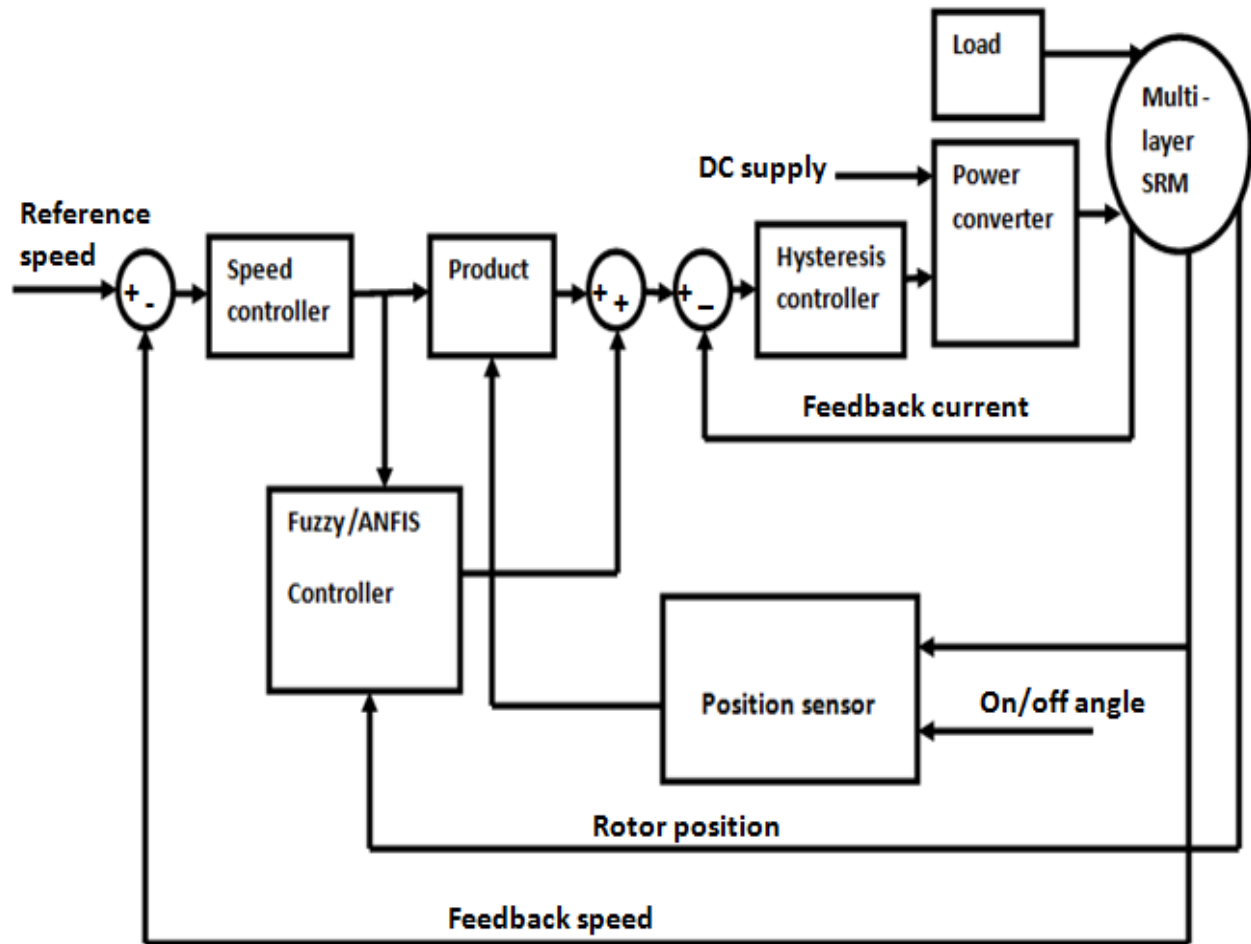 Load
Multi -
layer
SRM
DC supply
Power
converter
Reference
speed
+ -
Speed
controller
Product
+ +
+ −
Hysteresis
controller
Feedback current
Fuzzy/ANFIS
Controller
Position sensor
On/off angle
Rotor position
Feedback speed